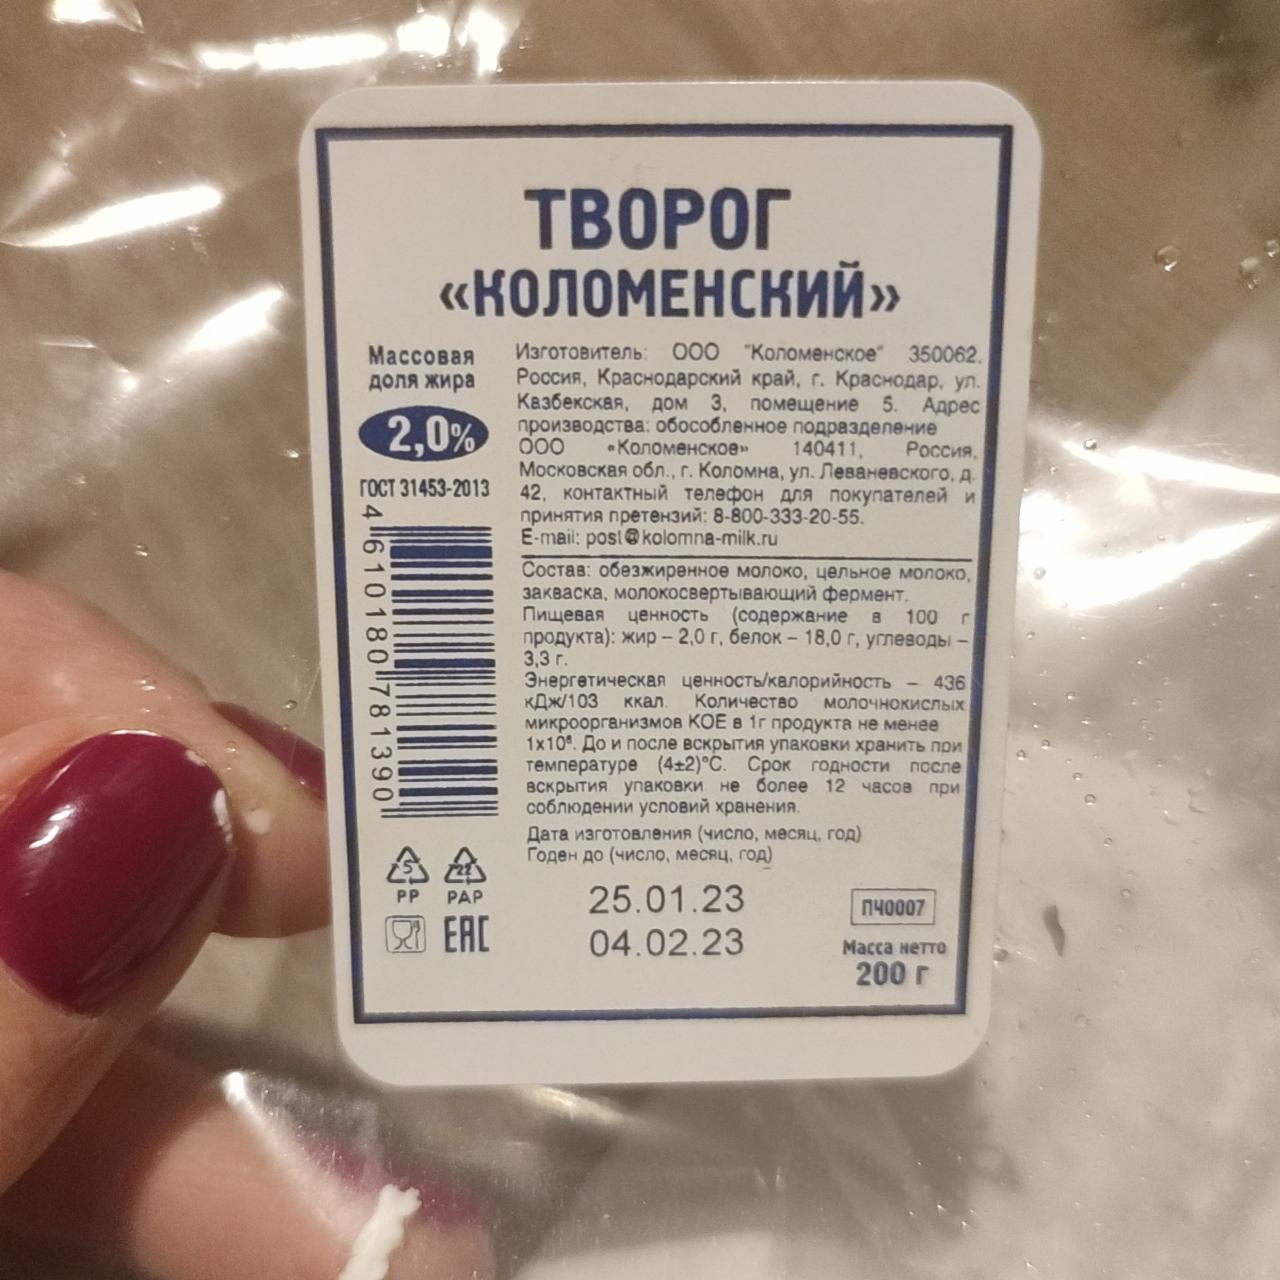 ТВОРОГ
«КОЛОМЕНСКИЙ»
Массовая
доля жира
2,0%
ГОСТ 31453-2013
4 610180 781390
5
PP
22
PAP
EAC
Изготовитель: ООО "Коломенское" 350062,
Россия, Краснодарский край, г. Краснодар, ул.
Казбекская, дом 3, помещение 5. Адрес
производства: обособленное подразделение
ООО «Коломенское» 140411, Россия,
Московская обл., г. Коломна, ул. Леваневского, д.
42, контактный телефон для покупателей и
принятия претензий: 8-800-333-20-55.
E-mail: post@kolomna-milk.ru
Состав: обезжиренное молоко, цельное молоко,
закваска, молокосвертывающий фермент.
Пищевая ценность (содержание в 100 г
продукта): жир – 2,0 г, белок – 18,0 г, углеводы –
3,3 г.
Энергетическая ценность/калорийность – 436
кДж/103 ккал. Количество молочнокислых
микроорганизмов КОЕ в 1г продукта не менее
1х10⁶. До и после вскрытия упаковки хранить при
температуре (4±2)°С. Срок годности после
вскрытия упаковки не более 12 часов при
соблюдении условий хранения.
Дата изготовления (число, месяц, год)
Годен до (число, месяц, год)
25.01.23
04.02.23
ПЧ0007
Масса нетто
200 г